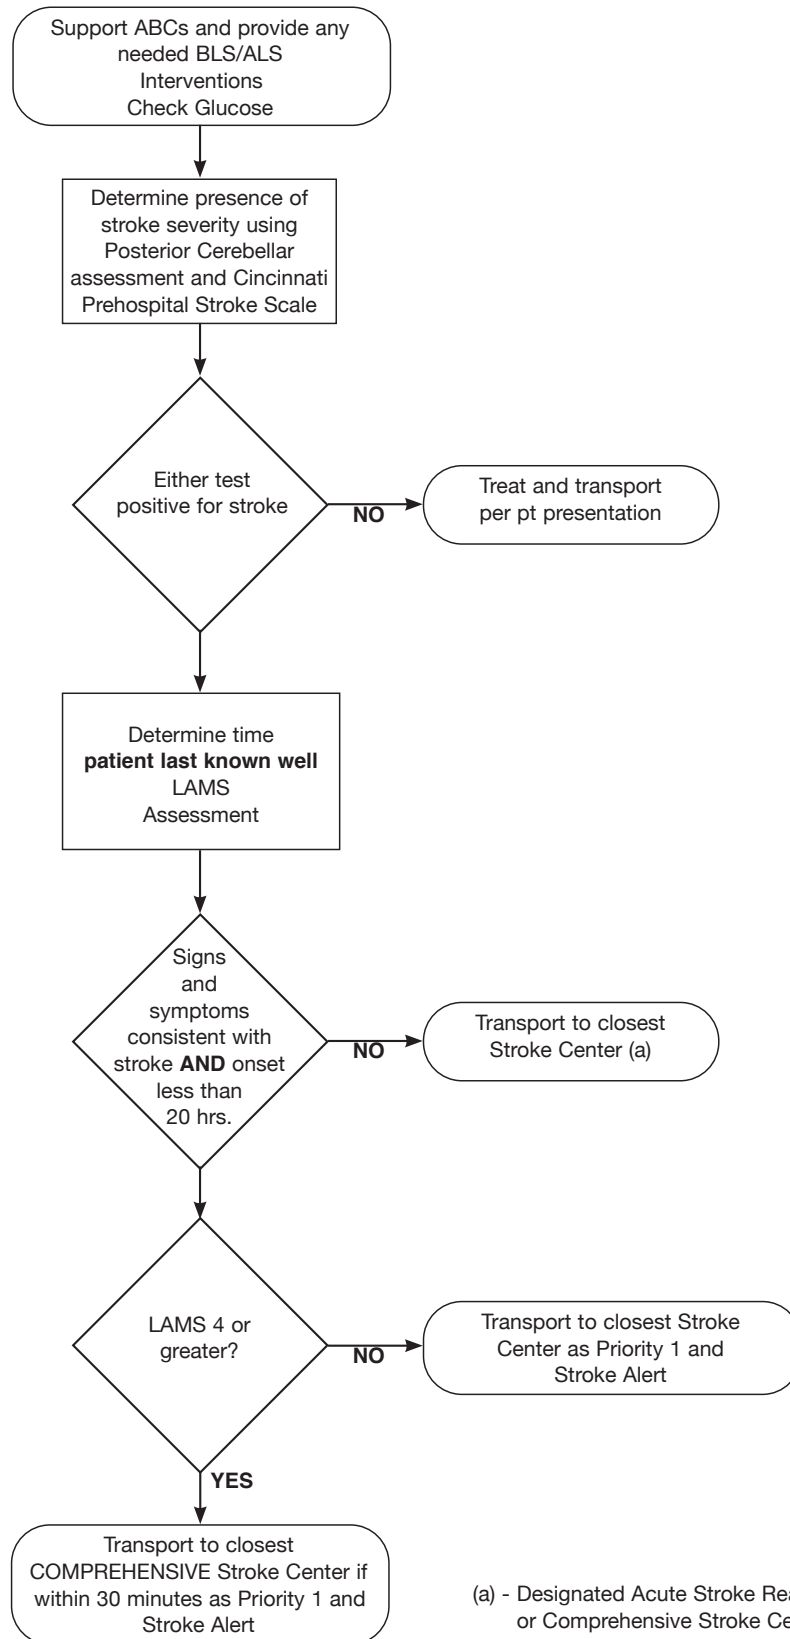 Support ABCs and provide any
needed BLS/ALS
Interventions
Check Glucose
Determine presence of
stroke severity using
Posterior Cerebellar
assessment and Cincinnati
Prehospital Stroke Scale
Either test
positive for stroke
NO
Treat and transport
per pt presentation
Determine time
patient last known well
LAMS
Assessment
Signs
and
symptoms
consistent with
stroke AND onset
less than
20 hrs.
NO
Transport to closest
Stroke Center (a)
LAMS 4 or
greater?
NO
Transport to closest Stroke
Center as Priority 1 and
Stroke Alert
YES
Transport to closest
COMPREHENSIVE Stroke Center if
within 30 minutes as Priority 1 and
Stroke Alert
(a) - Designated Acute Stroke
or Comprehensive Stroke